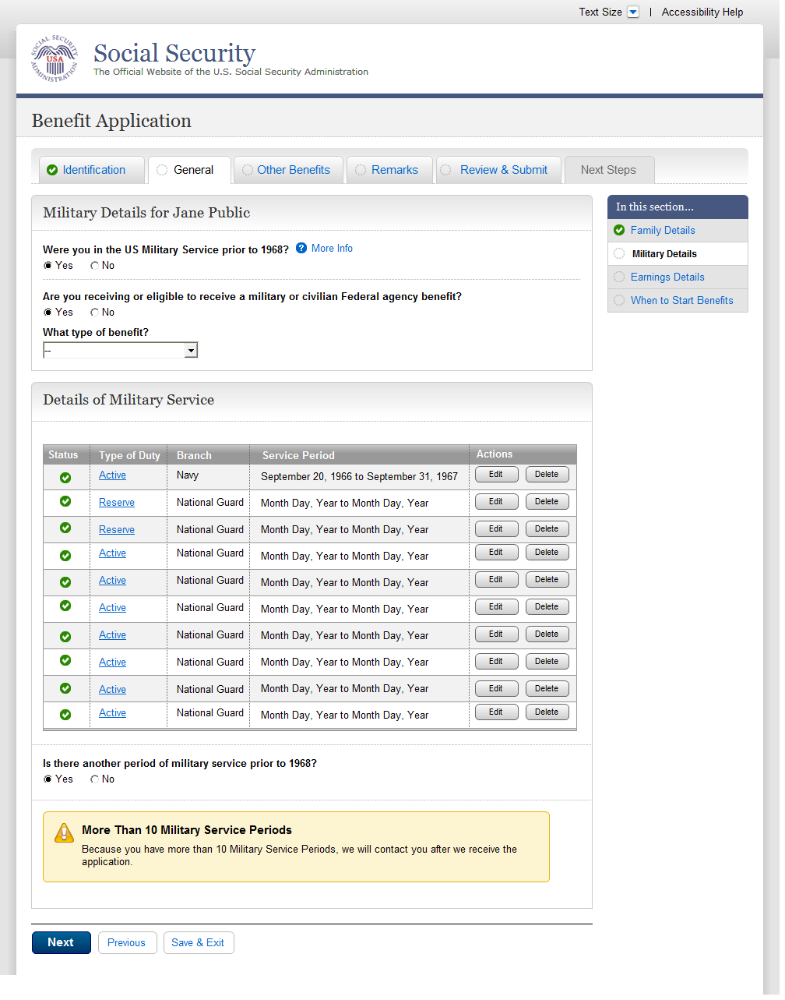 Text Size | Accessibility Help
SOCIAL SECURITY ADMINISTRATION
USA
Social Security
The Official Website of the U.S. Social Security Administration
Benefit Application
Identification General Other Benefits Remarks Review & Submit Next Steps
Military Details for Jane Public
Were you in the US Military Service prior to 1968? ? More Info
Yes No
Are you receiving or eligible to receive a military or civilian Federal agency benefit?
Yes No
What type of benefit?
--
In this section...
Family Details
Military Details
Earnings Details
When to Start Benefits
Details of Military Service
Status Type of Duty Branch Service Period Actions
Active Navy September 20, 1966 to September 31, 1967 Edit Delete
Reserve National Guard Month Day, Year to Month Day, Year Edit Delete
Reserve National Guard Month Day, Year to Month Day, Year Edit Delete
Active National Guard Month Day, Year to Month Day, Year Edit Delete
Active National Guard Month Day, Year to Month Day, Year Edit Delete
Active National Guard Month Day, Year to Month Day, Year Edit Delete
Active National Guard Month Day, Year to Month Day, Year Edit Delete
Active National Guard Month Day, Year to Month Day, Year Edit Delete
Active National Guard Month Day, Year to Month Day, Year Edit Delete
Active National Guard Month Day, Year to Month Day, Year Edit Delete
Is there another period of military service prior to 1968?
Yes No
More Than 10 Military Service Periods
Because you have more than 10 Military Service Periods, we will contact you after we receive the
application.
Next Previous Save & Exit